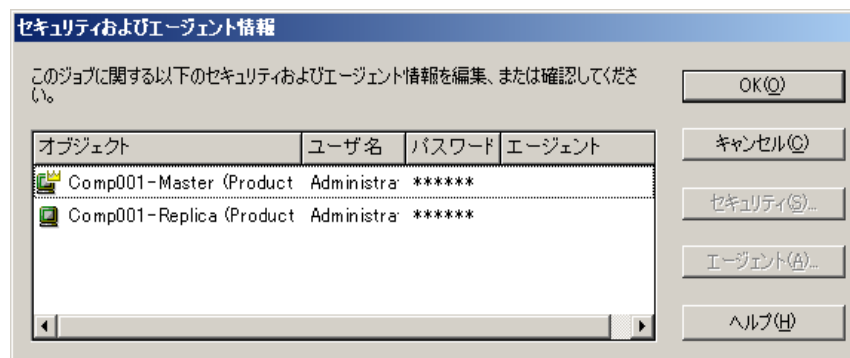 セキュリティおよびエージェント情報
このジョブに関する以下のセキュリティおよびエージェント情報を編集、または確認してくださ
い。
オブジェクト ユーザ名 パスワード エージェント
Comp001-Master (Product Administra ******
Comp001-Replica (Product Administra ******
OK(O)
キャンセル(C)
セキュリティ(S)...
エージェント(A)...
ヘルプ(H)